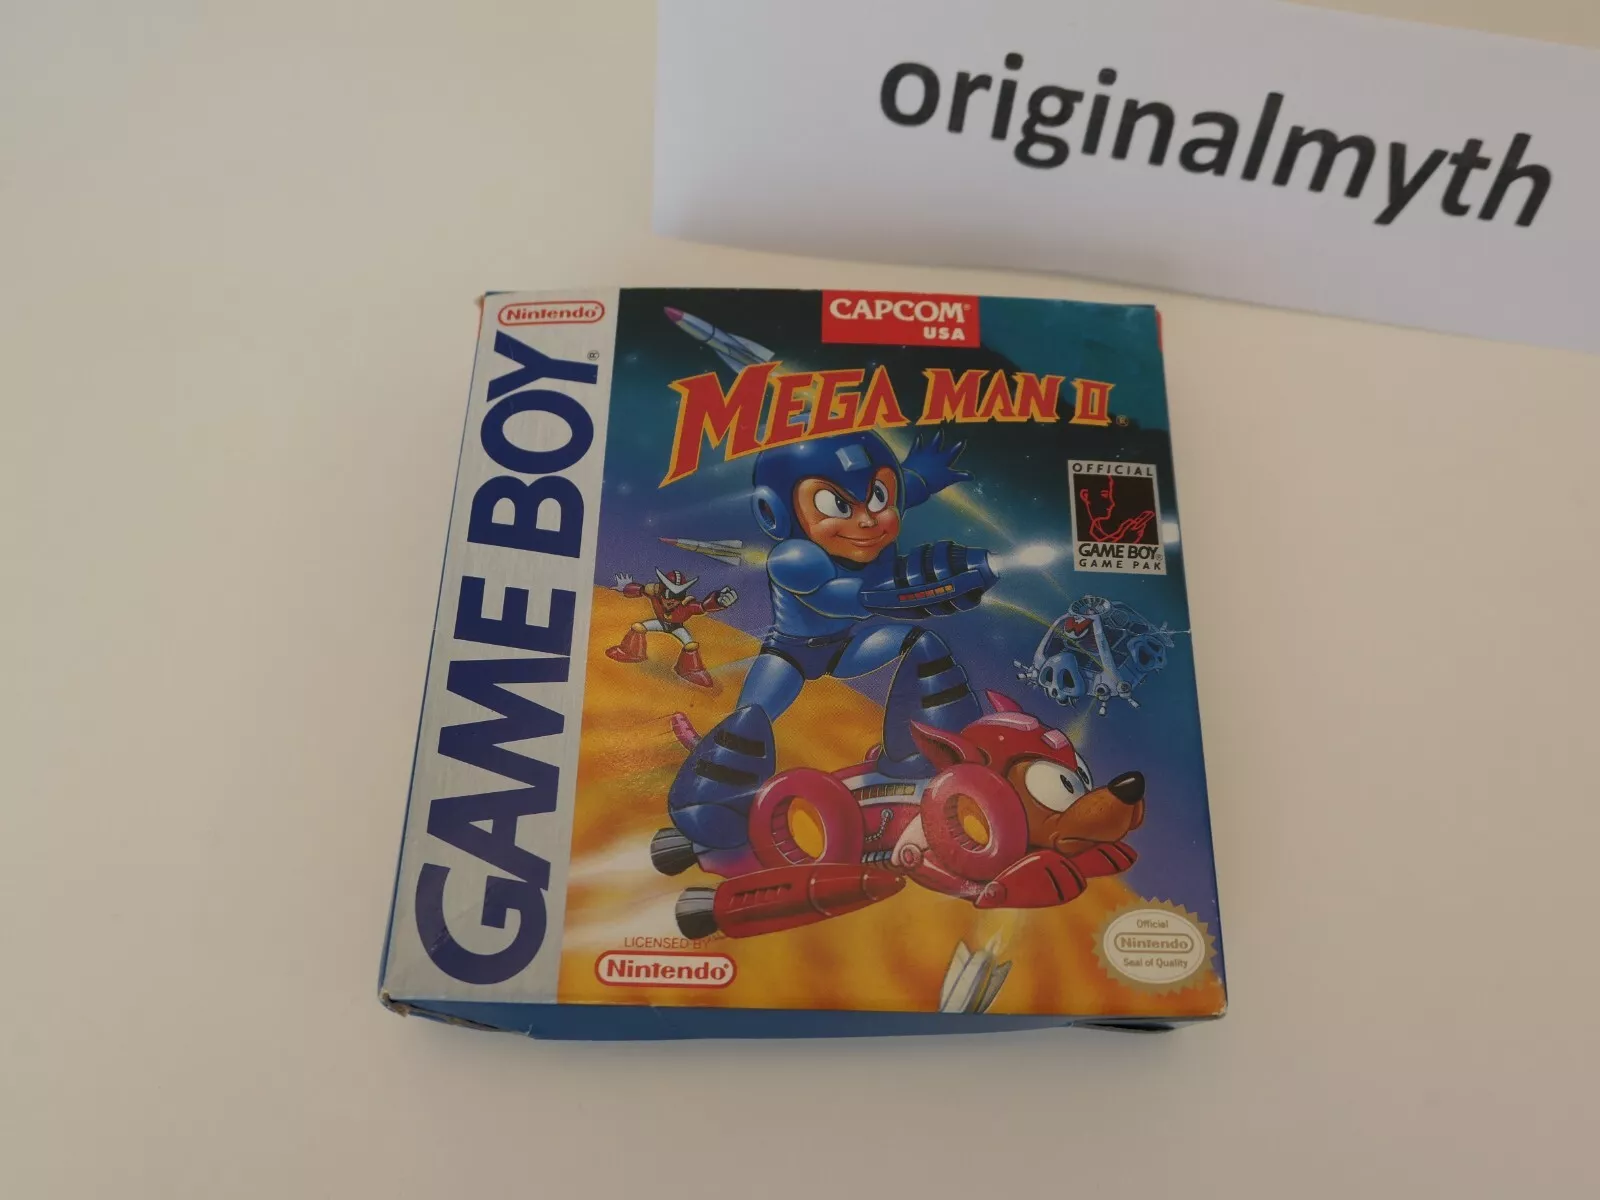 originalmyth
Nintendo®
GAME BOY®
CAPCOM®
USA
MEGA MAN II®
OFFICIAL
GAME BOY®
GAME PAK
W
LICENSED BY
Nintendo®
Official
Nintendo
Seal of Quality